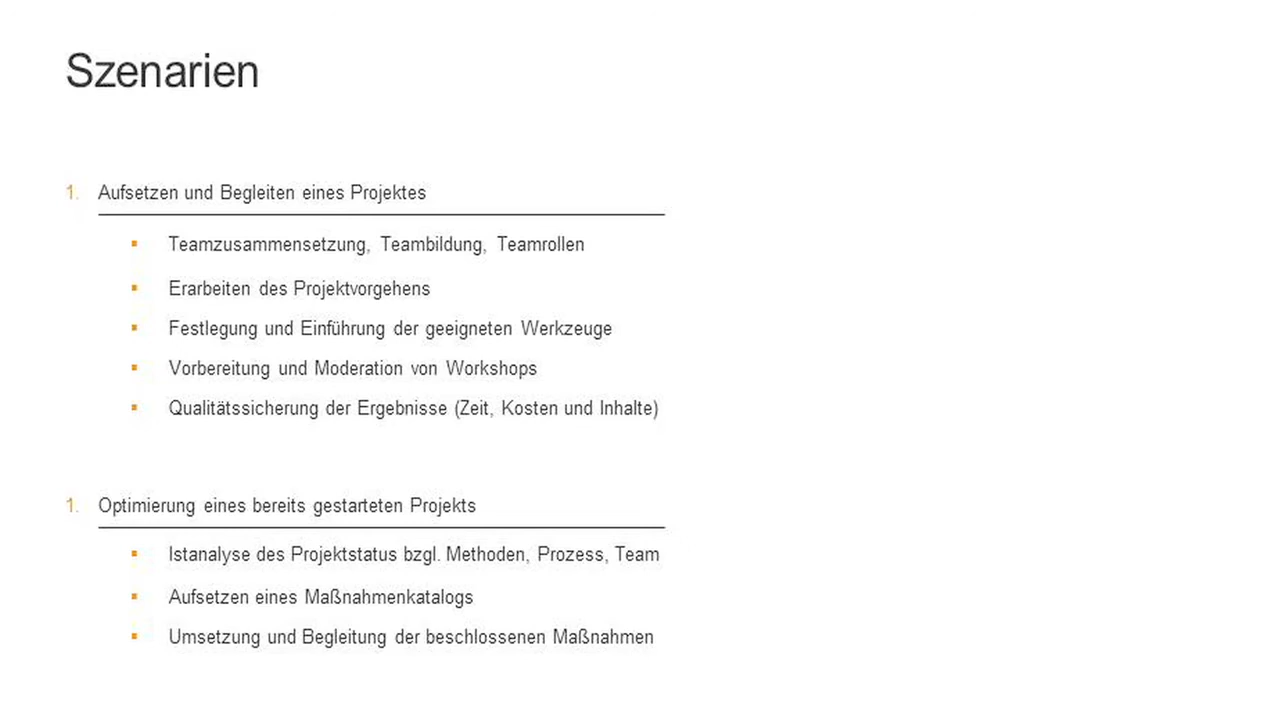 Szenarien
1. Aufsetzen und Begleiten eines Projektes
▪ Teamzusammensetzung, Teambildung, Teamrollen
▪ Erarbeiten des Projektvorgehens
▪ Festlegung und Einführung der geeigneten Werkzeuge
▪ Vorbereitung und Moderation von Workshops
▪ Qualitätssicherung der Ergebnisse (Zeit, Kosten und Inhalte)
1. Optimierung eines bereits gestarteten Projekts
▪ Istanalyse des Projektstatus bzgl. Methoden, Prozess, Team
▪ Aufsetzen eines Maßnahmenkatalogs
▪ Umsetzung und Begleitung der beschlossenen Maßnahmen